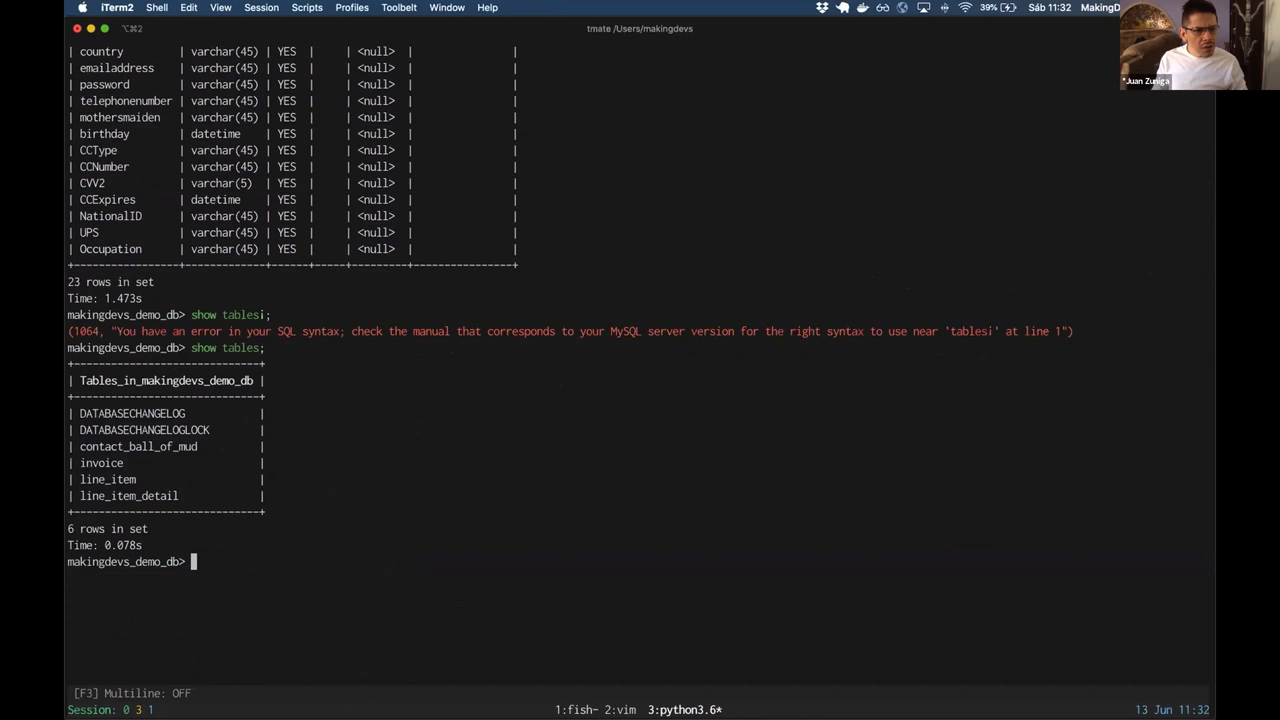 iTerm2 Shell Edit View Session Scripts Profiles Toolbelt Window Help 39% Sáb 11:32 MakingD
⌥⌘2 tmate /Users/makingdevs
*Juan Zuniga
| country | varchar(45) | YES | | <null> | |
| emailaddress | varchar(45) | YES | | <null> | |
| password | varchar(45) | YES | | <null> | |
| telephonenumber | varchar(45) | YES | | <null> | |
| mothersmaiden | varchar(45) | YES | | <null> | |
| birthday | datetime | YES | | <null> | |
| CCType | varchar(45) | YES | | <null> | |
| CCNumber | varchar(45) | YES | | <null> | |
| CVV2 | varchar(5) | YES | | <null> | |
| CCExpires | datetime | YES | | <null> | |
| NationalID | varchar(45) | YES | | <null> | |
| UPS | varchar(45) | YES | | <null> | |
| Occupation | varchar(45) | YES | | <null> | |
+-----------------+-------------+------+-----+---------+----------------+
23 rows in set
Time: 1.473s
makingdevs_demo_db> show tables¡;
(1064, "You have an error in your SQL syntax; check the manual that corresponds to your MySQL server version for the right syntax to use near 'tables¡' at line 1")
makingdevs_demo_db> show tables;
+------------------------------+
| Tables_in_makingdevs_demo_db |
+------------------------------+
| DATABASECHANGELOG |
| DATABASECHANGELOGLOCK |
| contact_ball_of_mud |
| invoice |
| line_item |
| line_item_detail |
+------------------------------+
6 rows in set
Time: 0.078s
makingdevs_demo_db>
[F3] Multiline: OFF
Session: 0 3 1 1:fish- 2:vim 3:python3.6* 13 Jun 11:32